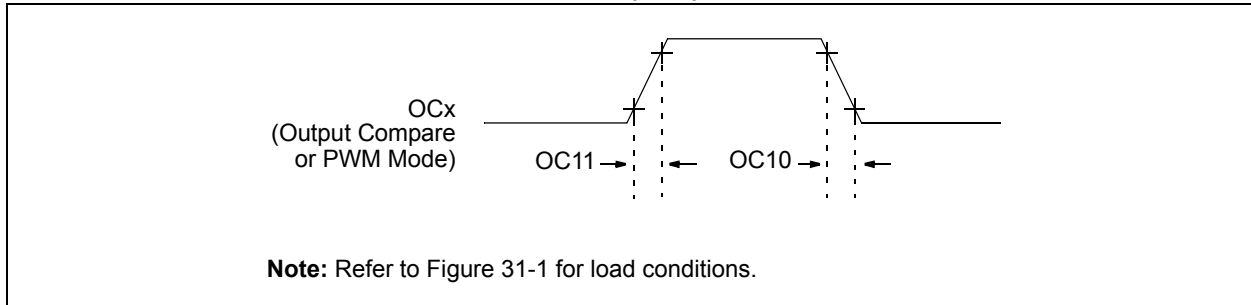 OCx
(Output Compare
or PWM Mode)
OC11
OC10
Note: Refer to Figure 31-1 for load conditions.